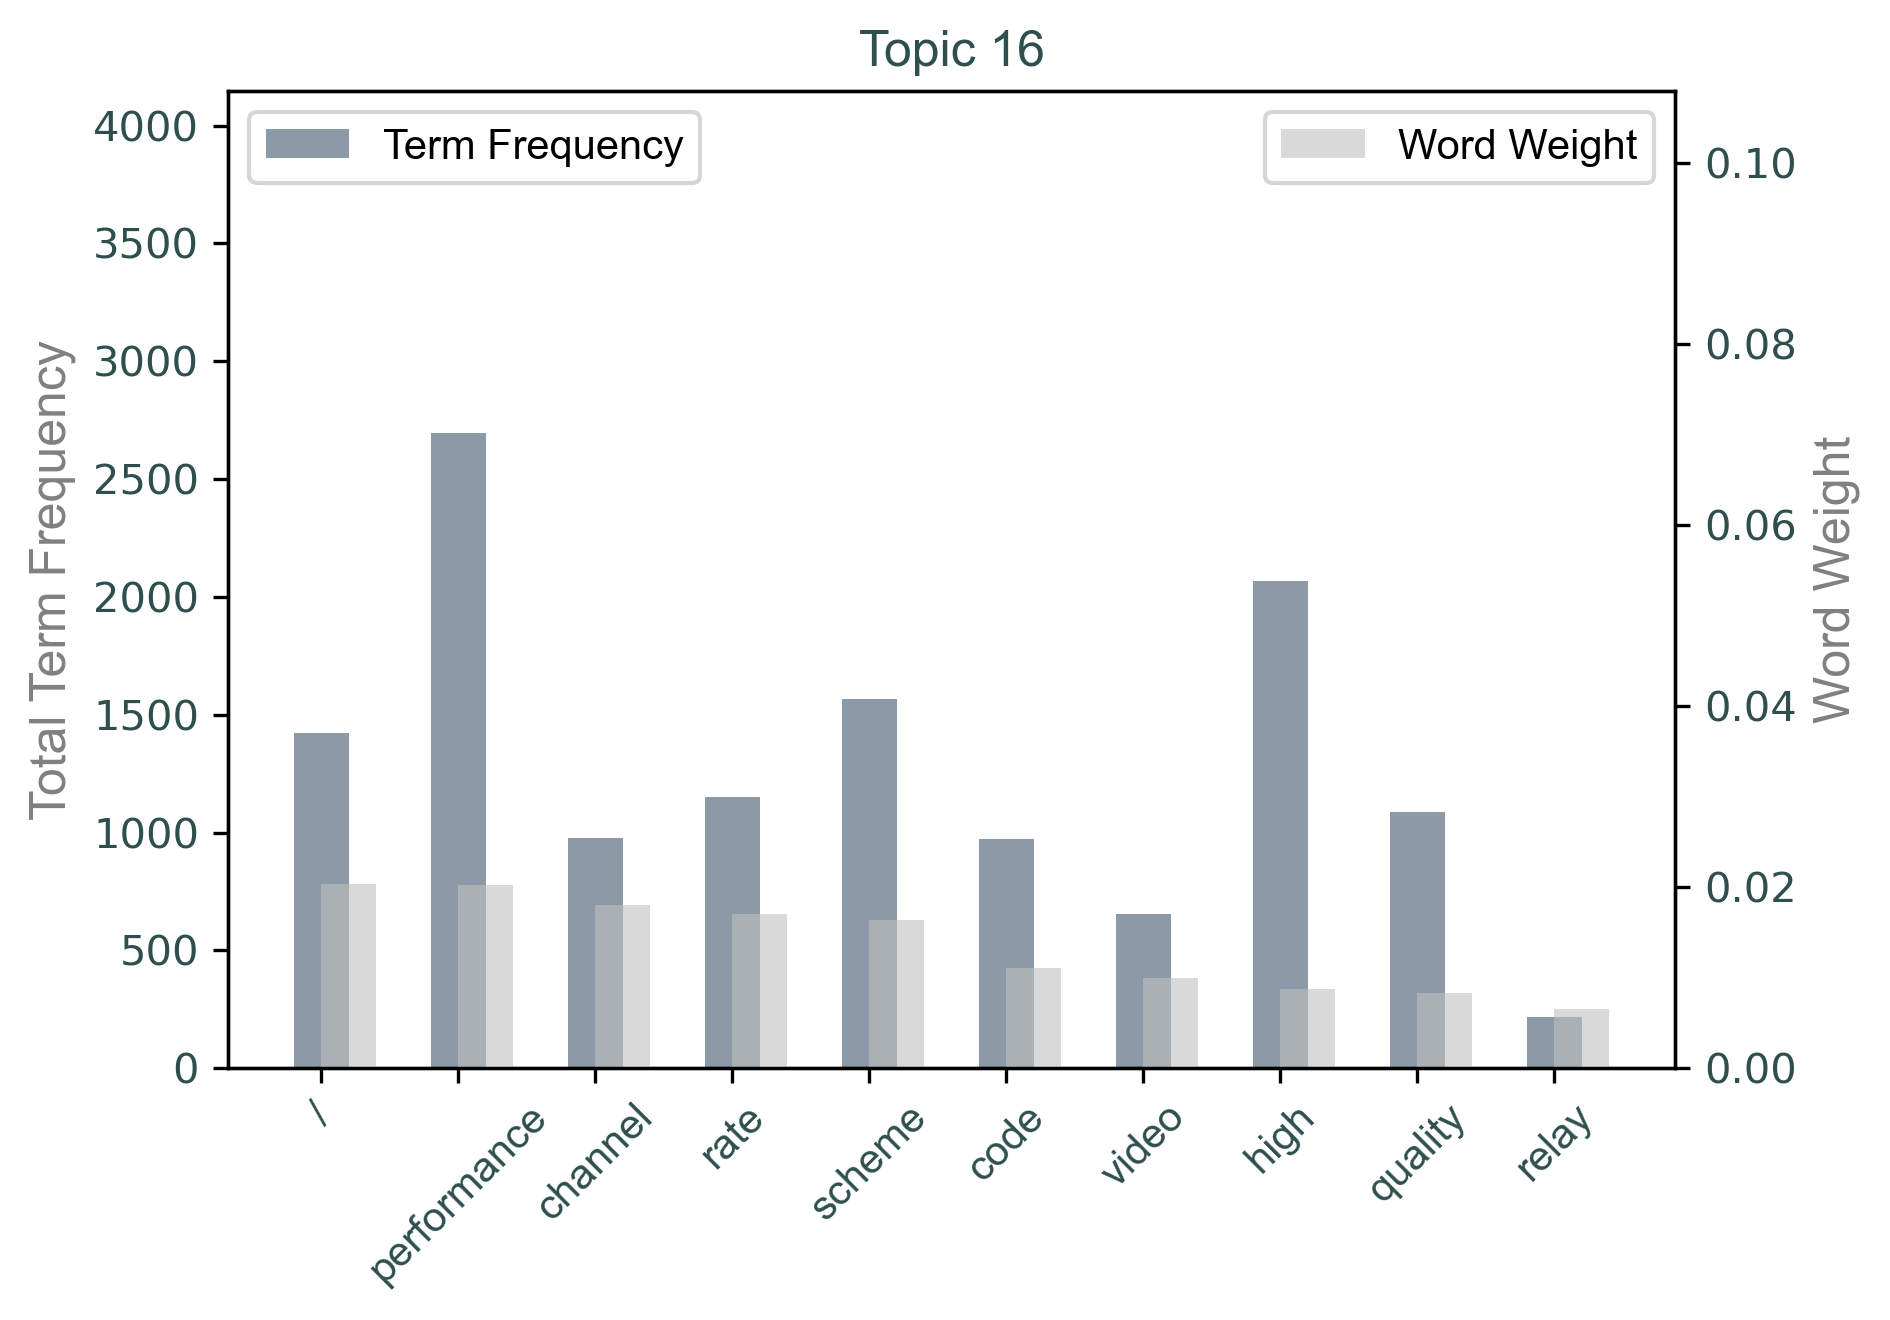 Topic 16
Term Frequency
Word Weight
Total Term Frequency
4000
3500
3000
2500
2000
1500
1000
500
0
0.10
0.08
0.06
0.04
0.02
0.00
Word Weight
/
performance
channel
rate
scheme
code
video
high
quality
relay